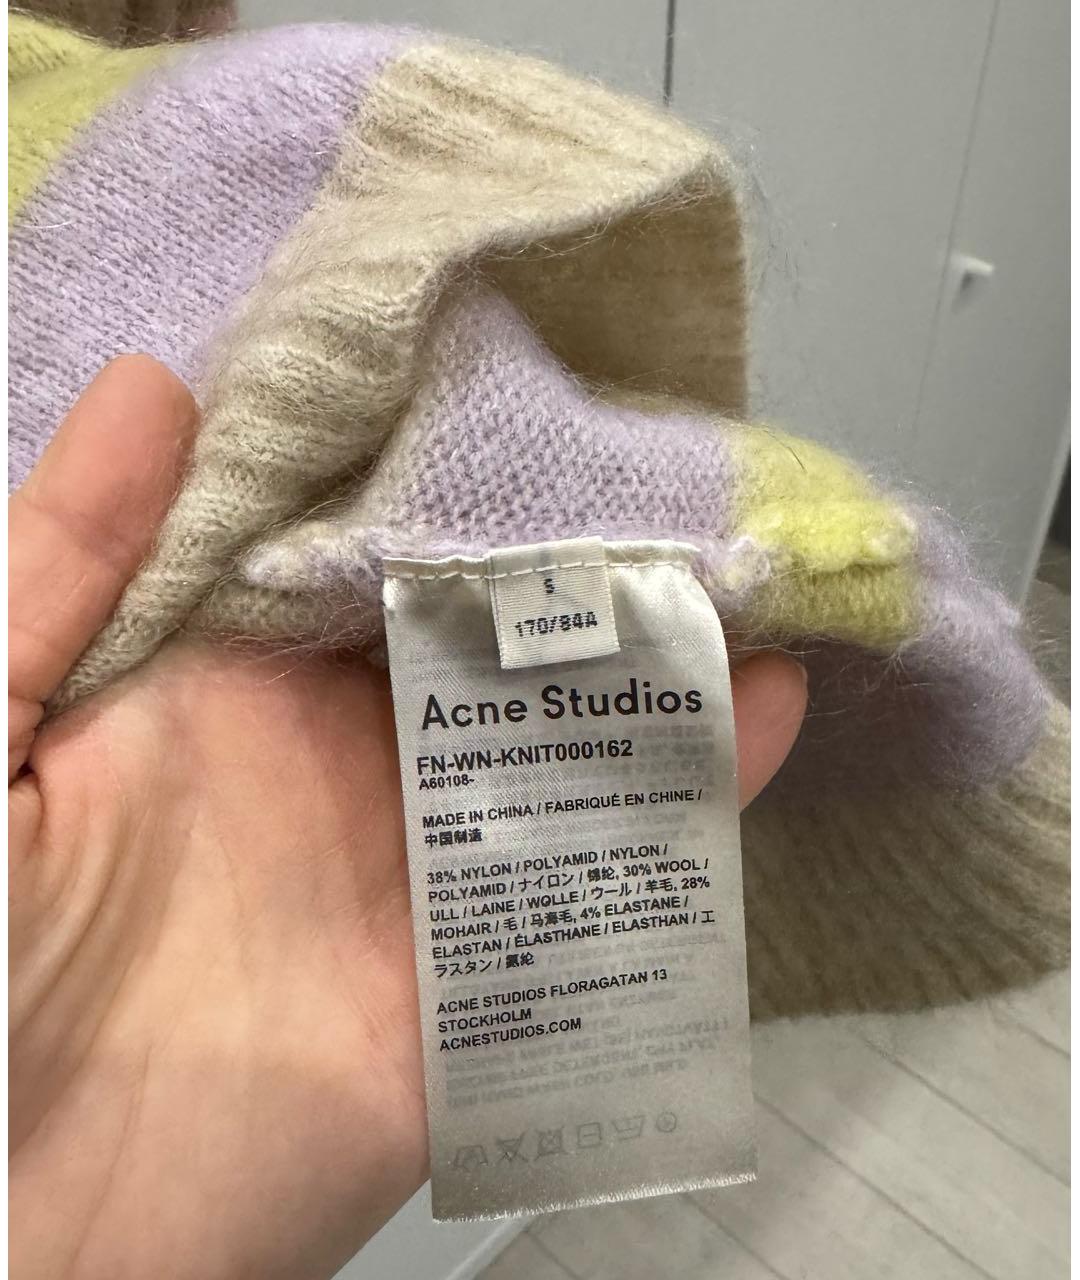 S
170/84A
Acne Studios
FN-WN-KNIT000162
A60108-
MADE IN CHINA / FABRIQUÉ EN CHINE /
中国制造
38% NYLON / POLYAMID / NYLON /
POLYAMID / ナイロン / 锦纶, 30% WOOL /
ULL / LAINE / WOLLE / ウール / 羊毛, 28%
MOHAIR / 毛 / 马海毛, 4% ELASTANE /
ELASTAN / ÉLASTHANE / ELASTHAN / エ
ラスタン / 氨纶
ACNE STUDIOS FLORAGATAN 13
STOCKHOLM
ACNESTUDIOS.COM